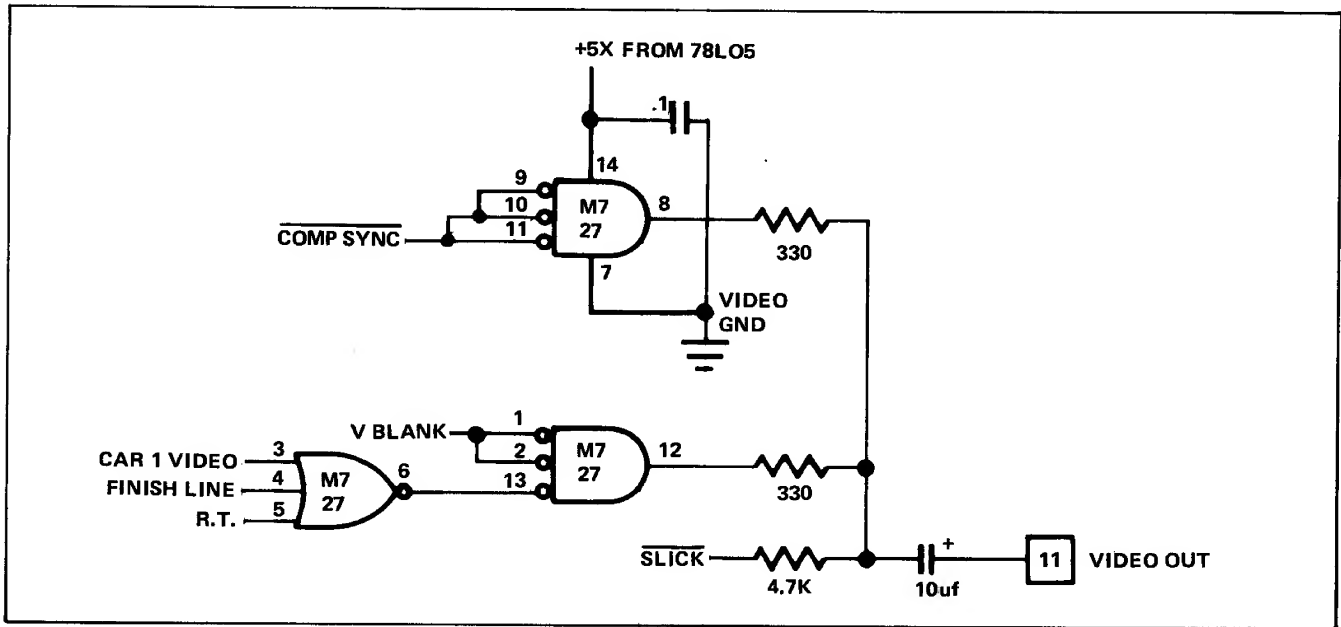 +5X FROM 78LO5
.1
14
9
10
11
M7
27
8
COMP SYNC
7
330
VIDEO
GND
V BLANK
1
2
13
M7
27
12
330
CAR 1 VIDEO
FINISH LINE
R.T.
3
4
5
M7
27
6
SLICK
4.7K
+
10uf
11
VIDEO OUT